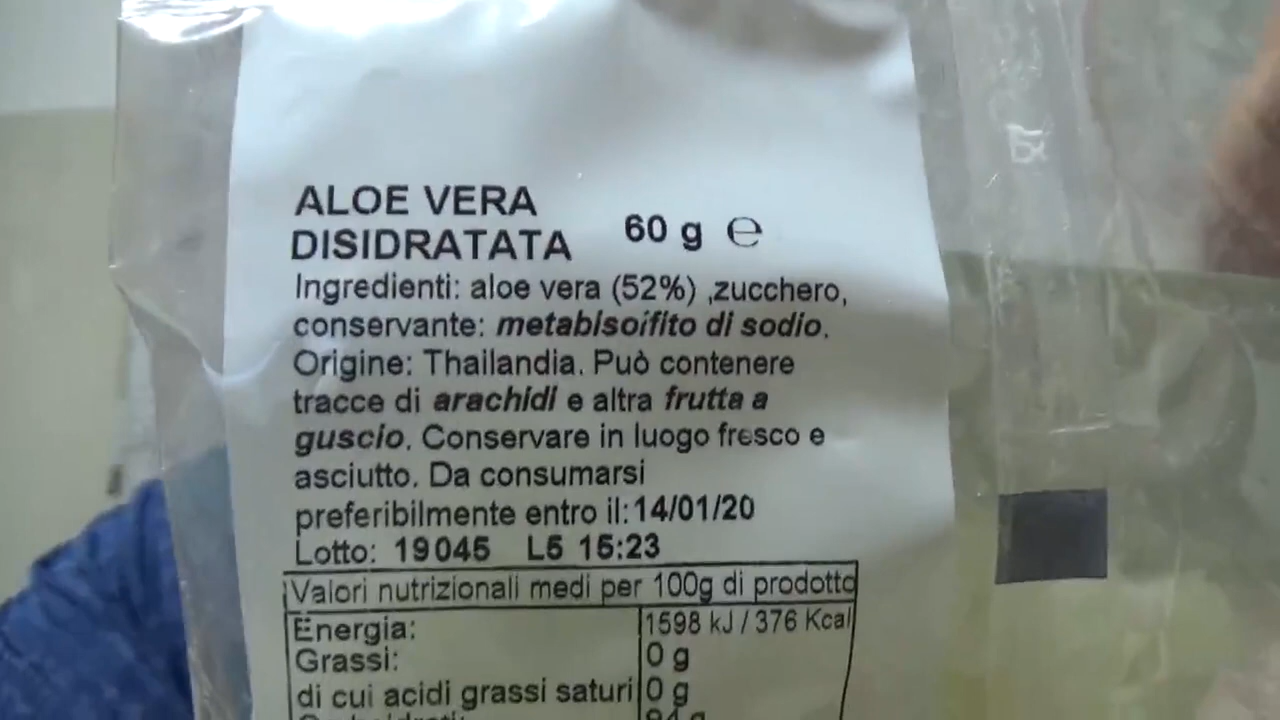 ALOE VERA
DISIDRATATA 60 g ℮
Ingredienti: aloe vera (52%) ,zucchero,
conservante: metabisolfito di sodio.
Origine: Thailandia. Può contenere
tracce di arachidi e altra frutta a
guscio. Conservare in luogo fresco e
asciutto. Da consumarsi
preferibilmente entro il:14/01/20
Lotto: 19045 L5 15:23
Valori nutrizionali medi per 100g di prodotto
Energia: 1598 kJ / 376 Kcal
Grassi: 0 g
di cui acidi grassi saturi 0 g